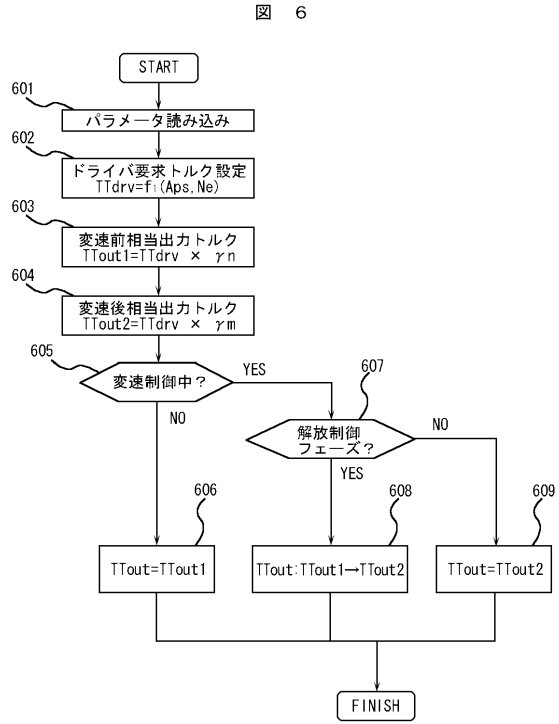 図 6
START
601
パラメータ読み込み
602
ドライバ要求トルク設定
TTdrv=f1(Aps,Ne)
603
変速前相当出力トルク
TTout1=TTdrv × γn
604
変速後相当出力トルク
TTout2=TTdrv × γm
605
変速制御中?
YES
NO
607
解放制御
フェーズ?
NO
YES
606
TTout=TTout1
608
TTout:TTout1→TTout2
609
TTout=TTout2
FINISH